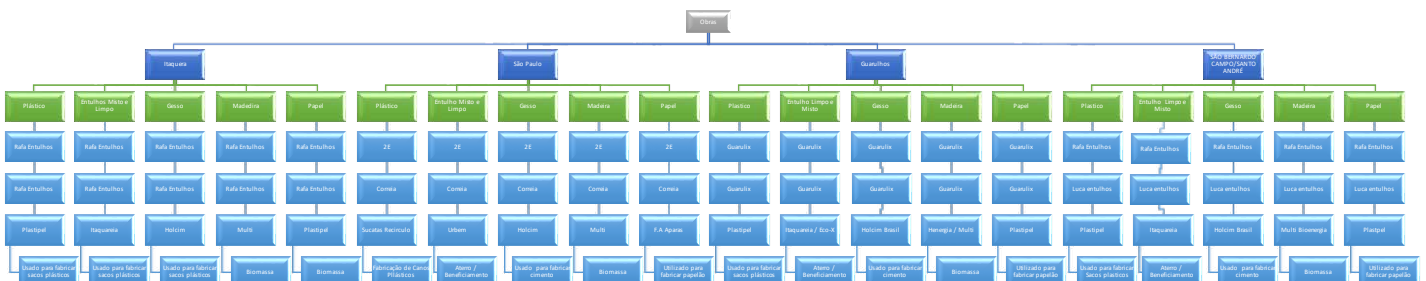 Obras
Itaquera
São Paulo
Guarulhos
SÃO BERNARDO
CAMPO/SANTO
ANDRÉ
Plástico
Entulhos Misto e
Limpo
Gesso
Madadira
Papel
Plástico
Entulho Misto e
Limpo
Gesso
Madeira
Papel
Plastico
Entulho Limpo e
Misto
Gesso
Madeira
Papel
Plastico
Entulho Limpo e
Misto
Gesso
Madeira
Papel
Rafa Entulhos
Rafa Entulhos
Rafa Entulhos
Rafa Entulhos
Rafa Entulhos
2E
2E
2E
2E
2E
Guarulix
Guarulix
Guarulix
Guarulix
Guarulix
Rafa Entulhos
Rafa Entulhos
Rafa Entulhos
Rafa Entulhos
Rafa Entulhos
Rafa Entulhos
Rafa Entulhos
Rafa Entulhos
Rafa Entulhos
Rafa Entulhos
Correia
Correia
Correia
Correia
Correia
Guarulix
Guarulix
Guarulix
Guarulix
Guarulix
Luca entulhos
Luca entulhos
Luca entulhos
Luca entulhos
Luca entulhos
Plastipel
Itaquareia
Holcim
Multi
Plastipel
Sucatas Recirculo
Urbem
Holcim
Multi
F.A Aparas
Plastipel
Itaquareia / Eco-X
Holcim Brasil
Henergia / Multi
Plastipel
Plastipel
Itaquareia
Holcim Brasil
Multi Bioenergia
Plastpel
Usado para fabricar
sacos plásticos
Usado para fabricar
sacos plásticos
Usado para fabricar
sacos plásticos
Biomassa
Biomassa
Fabricação de Canos
Pllásticos
Aterro /
Beneficiamento
Usado para fabricar
cimento
Biomassa
Utilizado para
fabricar papelão
Usado para fabricar
sacos plásticos
Aterro /
Beneficiamento
Usado para fabricar
cimento
Biomassa
Utilizado para
fabricar papelão
Usado para fabricar
Sacos plasticos
Aterro /
Beneficiamento
Usado para fabricar
cimento
Biomassa
Utilizado para
fabricar papelão